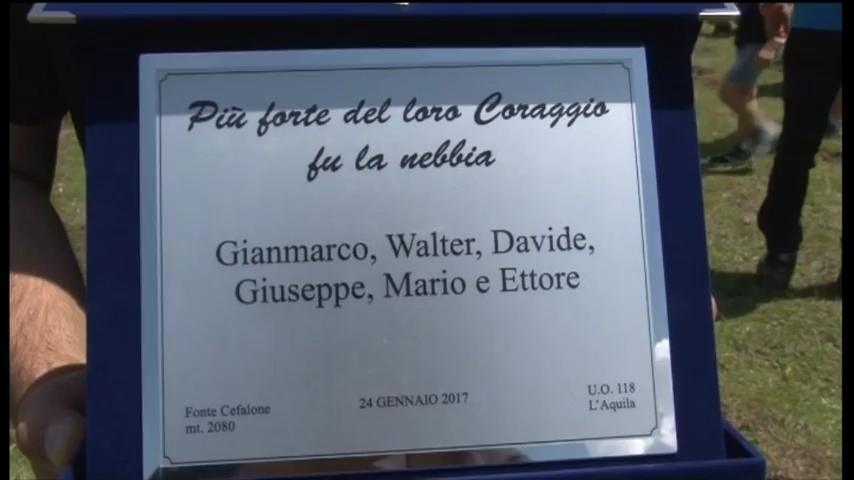 Più forte del loro Coraggio
fu la nebbia
Gianmarco, Walter, Davide,
Giuseppe, Mario e Ettore
Fonte Cefalone
mt. 2080
24 GENNAIO 2017
U.O. 118
L'Aquila